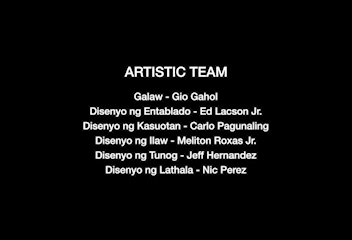 ARTISTIC TEAM
Galaw - Gio Gahol
Disenyo ng Entablado - Ed Lacson Jr.
Disenyo ng Kasuotan - Carlo Pagunaling
Disenyo ng Ilaw - Meliton Roxas Jr.
Disenyo ng Tunog - Jeff Hernandez
Disenyo ng Lathala - Nic Perez